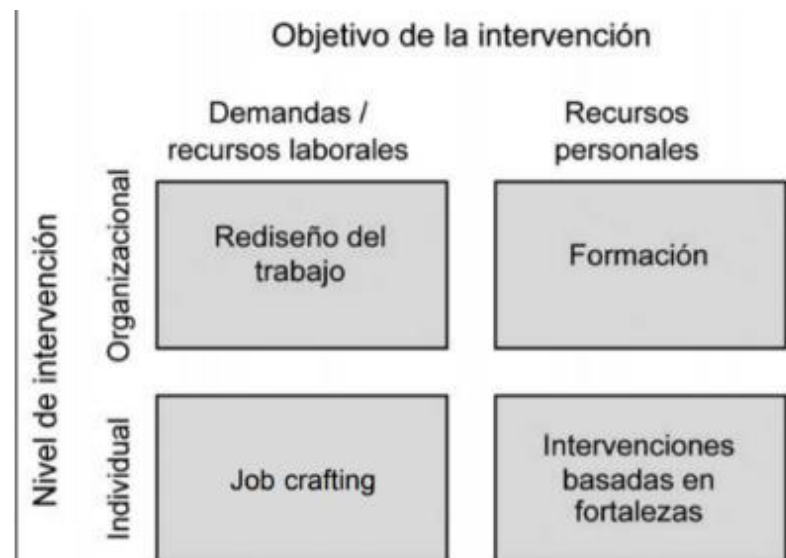 Objetivo de la intervención
Demandas /
recursos laborales
Recursos
personales
Nivel de intervención
Organizacional
Rediseño del
trabajo
Formación
Individual
Job crafting
Intervenciones
basadas en
fortalezas